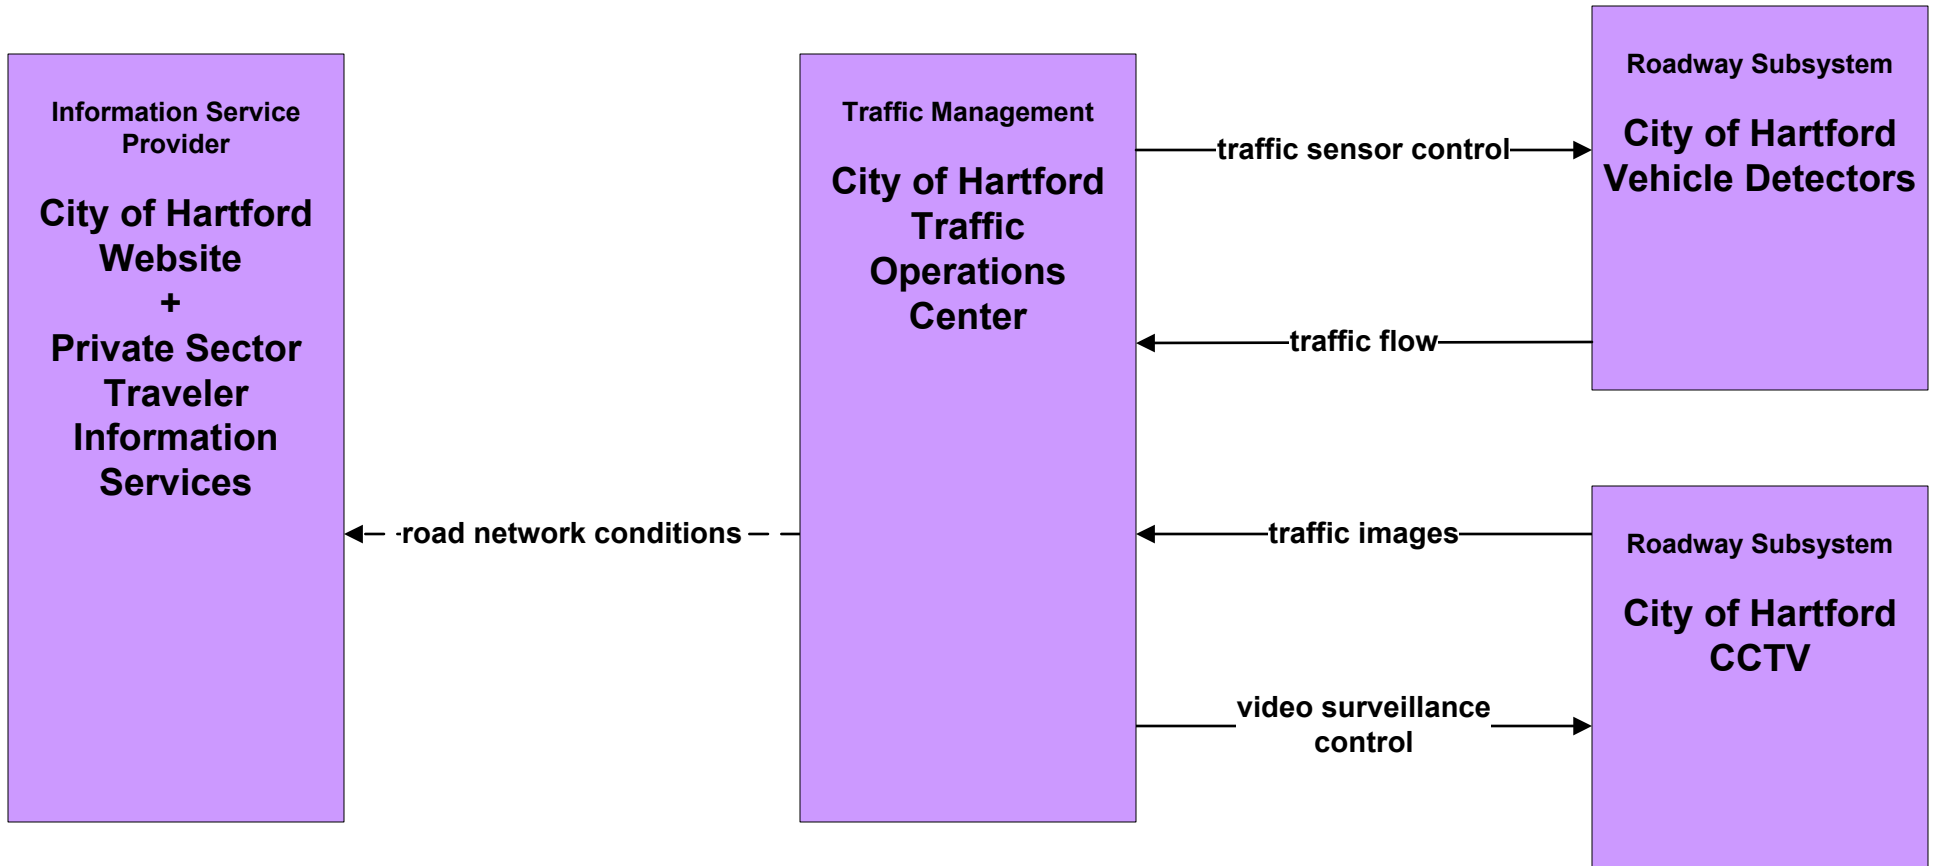 Information Service
Provider
City of Hartford
Website
+
Private Sector
Traveler
Information
Services
road network conditions
Traffic Management
City of Hartford
Traffic
Operations
Center
traffic sensor control
traffic flow
traffic images
video surveillance
control
Roadway Subsystem
City of Hartford
Vehicle Detectors
Roadway Subsystem
City of Hartford
CCTV